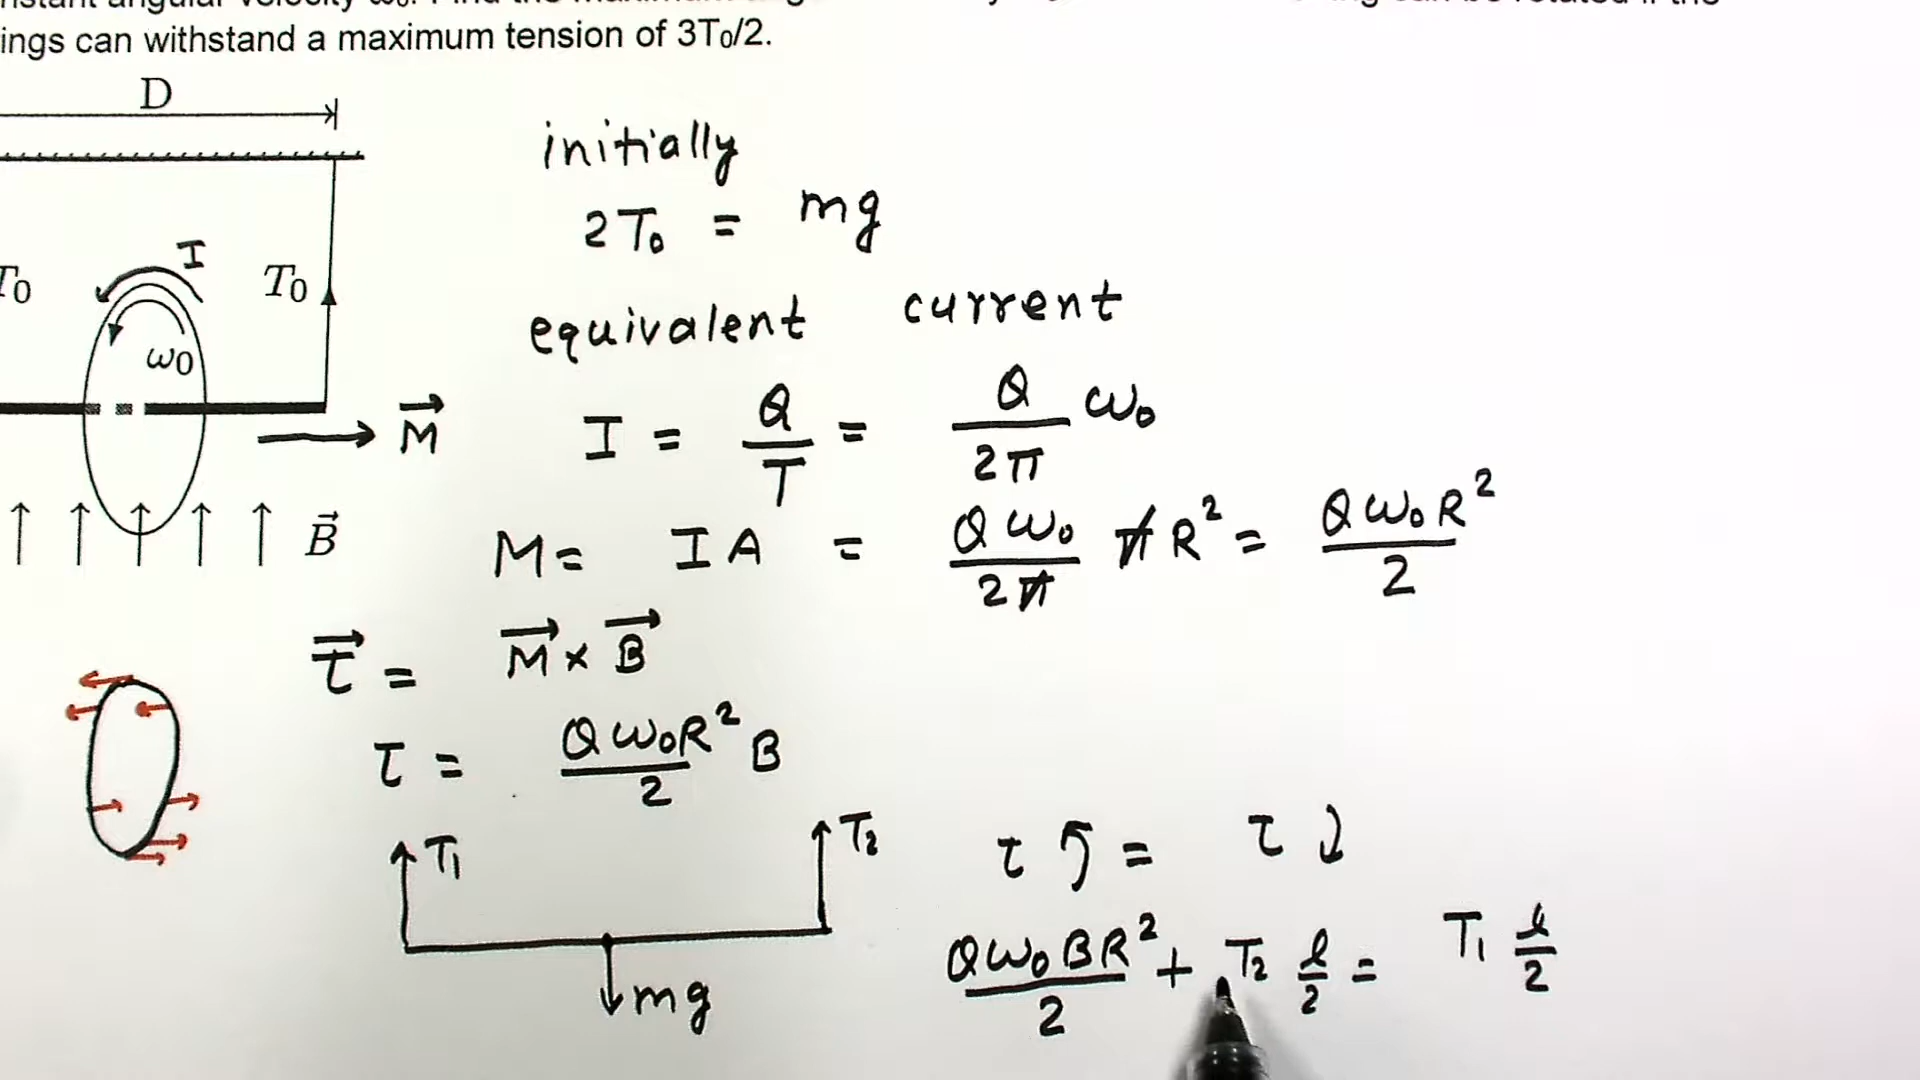 ings can withstand a maximum tension of 3T₀/2.
D
initially
2T₀ = mg
I
T₀ T₀
ω₀
equivalent current
I = Q/T = Q/2π ω₀
M⃗
B⃗
M = IA = Qω₀/2π πR² = Qω₀R²/2
τ⃗ = M⃗ × B⃗
τ = Qω₀R²/2 B
T₁ T₂
mg
τ ↺ = τ ↻
Qω₀BR²/2 + T₂ l/2 = T₁ l/2